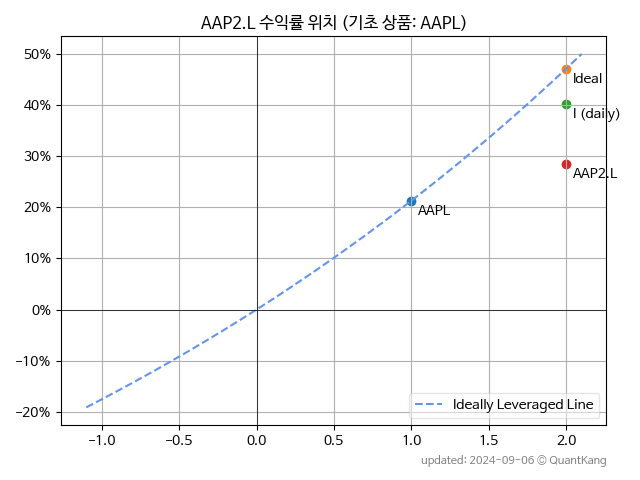 AAP2.L 수익률 위치 (기초 상품: AAPL)
50%
40%
30%
20%
10%
0%
−10%
−20%
Ideal
I (daily)
AAP2.L
AAPL
Ideally Leveraged Line
−1.0 −0.5 0.0 0.5 1.0 1.5 2.0
updated: 2024-09-06 © QuantKang